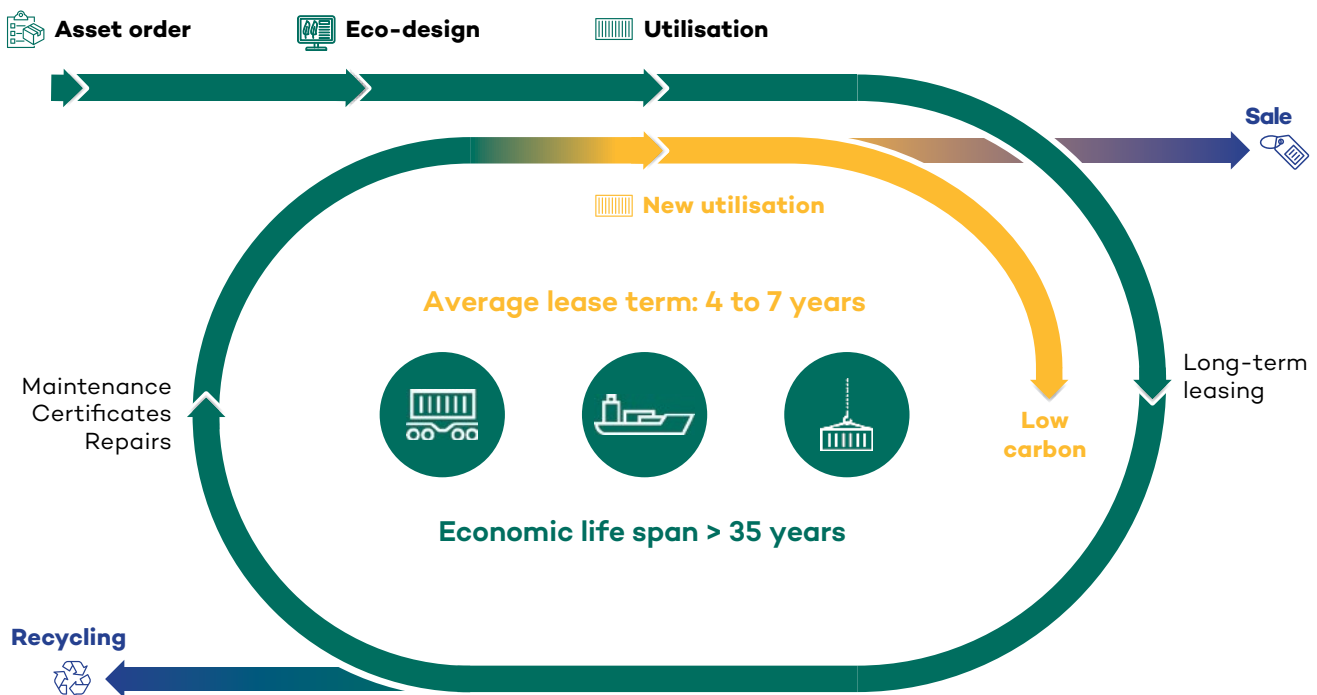 Asset order
Eco-design
Utilisation
Sale
New utilisation
Average lease term: 4 to 7 years
Long-term
leasing
Maintenance
Certificates
Repairs
Low
carbon
Economic life span > 35 years
Recycling